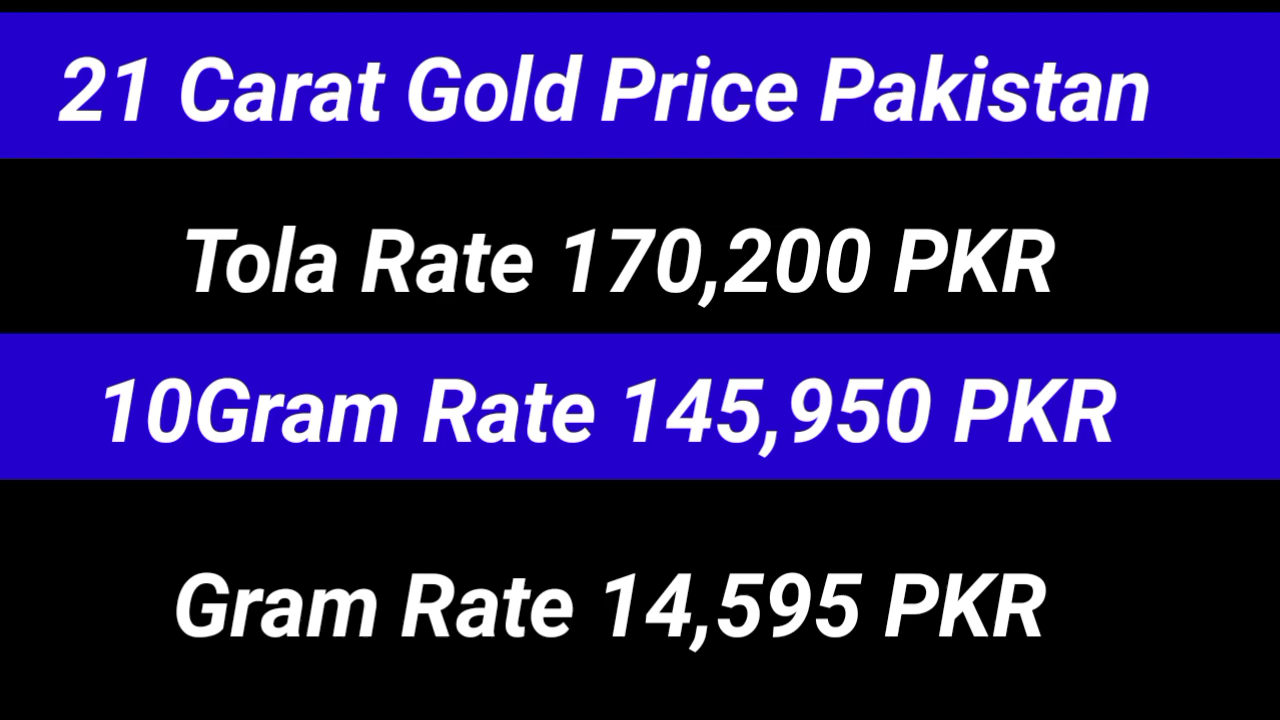 21 Carat Gold Price Pakistan
Tola Rate 170,200 PKR
10Gram Rate 145,950 PKR
Gram Rate 14,595 PKR